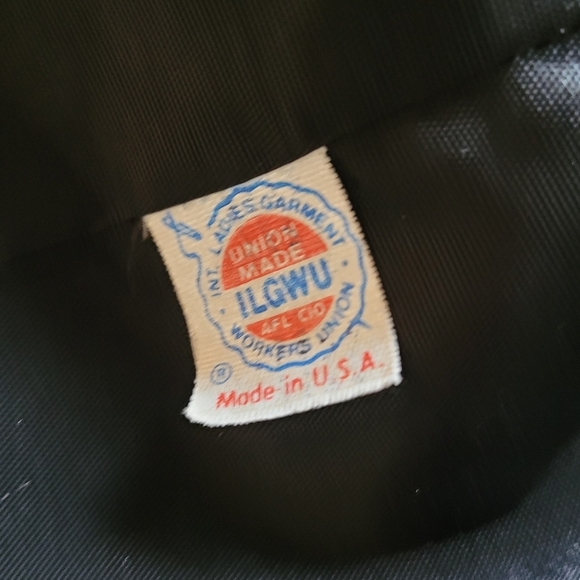 INT. LADIES GARMENT
UNION
MADE
ILGWU
AFL CIO
WORKERS UNION
®
Made in U.S.A.